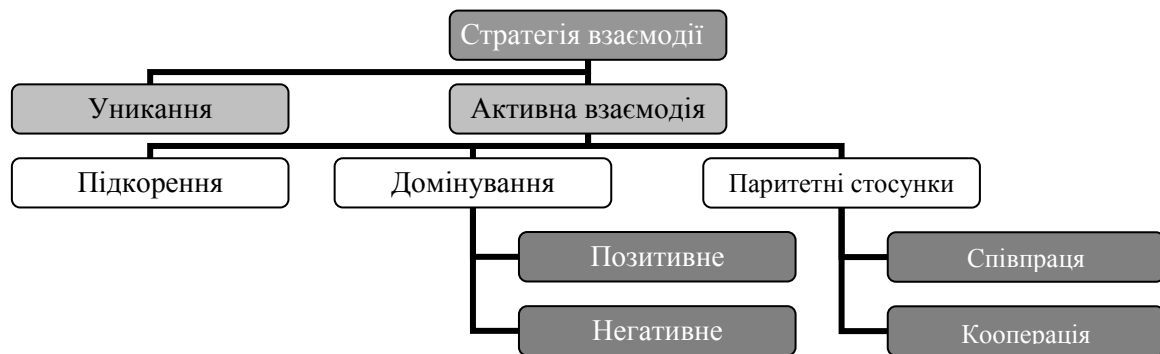 Стратегія взаємодії
Уникання
Активна взаємодія
Підкорення
Домінування
Паритетні стосунки
Позитивне
Співпраця
Негативне
Кооперація